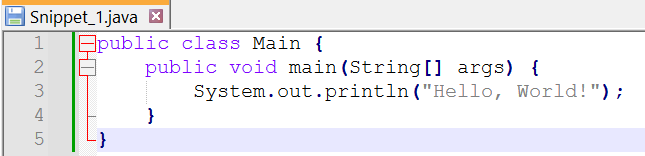 Snippet_1.java
1 public class Main {
2     public void main(String[] args) {
3         System.out.println("Hello, World!");
4     }
5 }